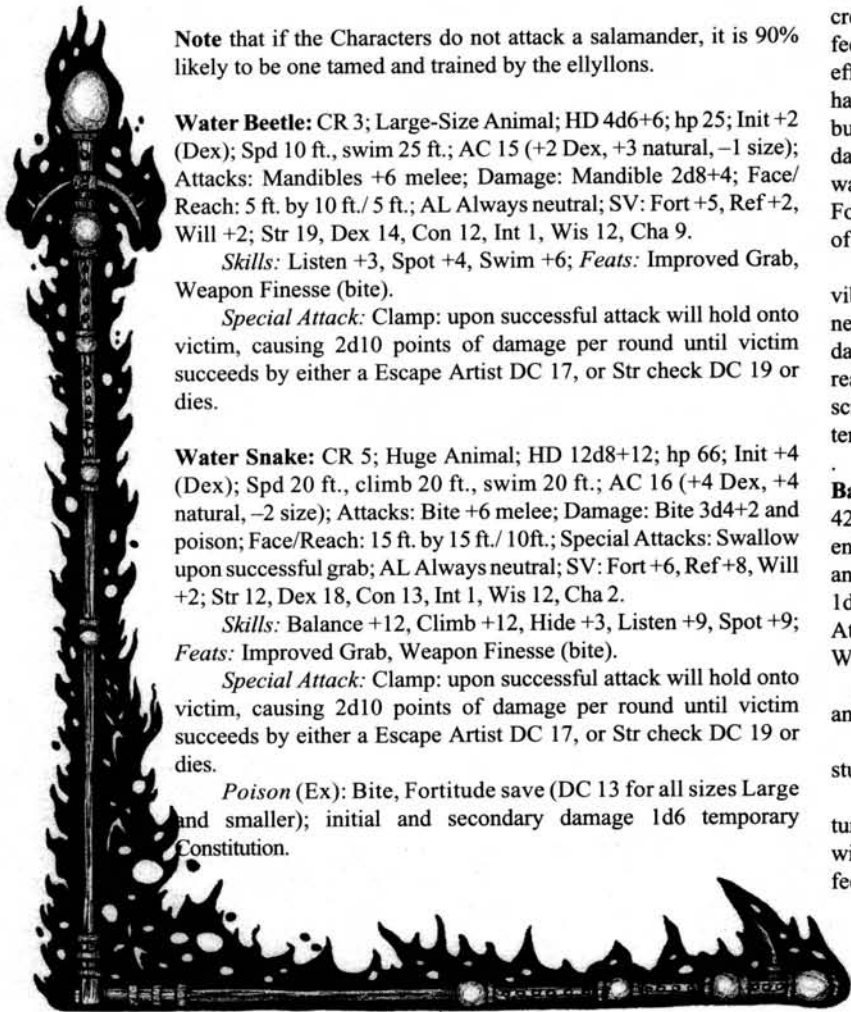 Note that if the Characters do not attack a salamander, it is 90%
likely to be one tamed and trained by the ellyllons.
Water Beetle: CR 3; Large-Size Animal; HD 4d6+6; hp 25; Init +2
(Dex); Spd 10 ft., swim 25 ft.; AC 15 (+2 Dex, +3 natural, –1 size);
Attacks: Mandibles +6 melee; Damage: Mandible 2d8+4; Face/
Reach: 5 ft. by 10 ft./ 5 ft.; AL Always neutral; SV: Fort +5, Ref +2,
Will +2; Str 19, Dex 14, Con 12, Int 1, Wis 12, Cha 9.
Skills: Listen +3, Spot +4, Swim +6; Feats: Improved Grab,
Weapon Finesse (bite).
Special Attack: Clamp: upon successful attack will hold onto
victim, causing 2d10 points of damage per round until victim
succeeds by either a Escape Artist DC 17, or Str check DC 19 or
dies.
Water Snake: CR 5; Huge Animal; HD 12d8+12; hp 66; Init +4
(Dex); Spd 20 ft., climb 20 ft., swim 20 ft.; AC 16 (+4 Dex, +4
natural, –2 size); Attacks: Bite +6 melee; Damage: Bite 3d4+2 and
poison; Face/Reach: 15 ft. by 15 ft./ 10ft.; Special Attacks: Swallow
upon successful grab; AL Always neutral; SV: Fort +6, Ref +8, Will
+2; Str 12, Dex 18, Con 13, Int 1, Wis 12, Cha 2.
Skills: Balance +12, Climb +12, Hide +3, Listen +9, Spot +9;
Feats: Improved Grab, Weapon Finesse (bite).
Special Attack: Clamp: upon successful attack will hold onto
victim, causing 2d10 points of damage per round until victim
succeeds by either a Escape Artist DC 17, or Str check DC 19 or
dies.
Poison (Ex): Bite, Fortitude save (DC 13 for all sizes Large
and smaller); initial and secondary damage 1d6 temporary
Constitution.